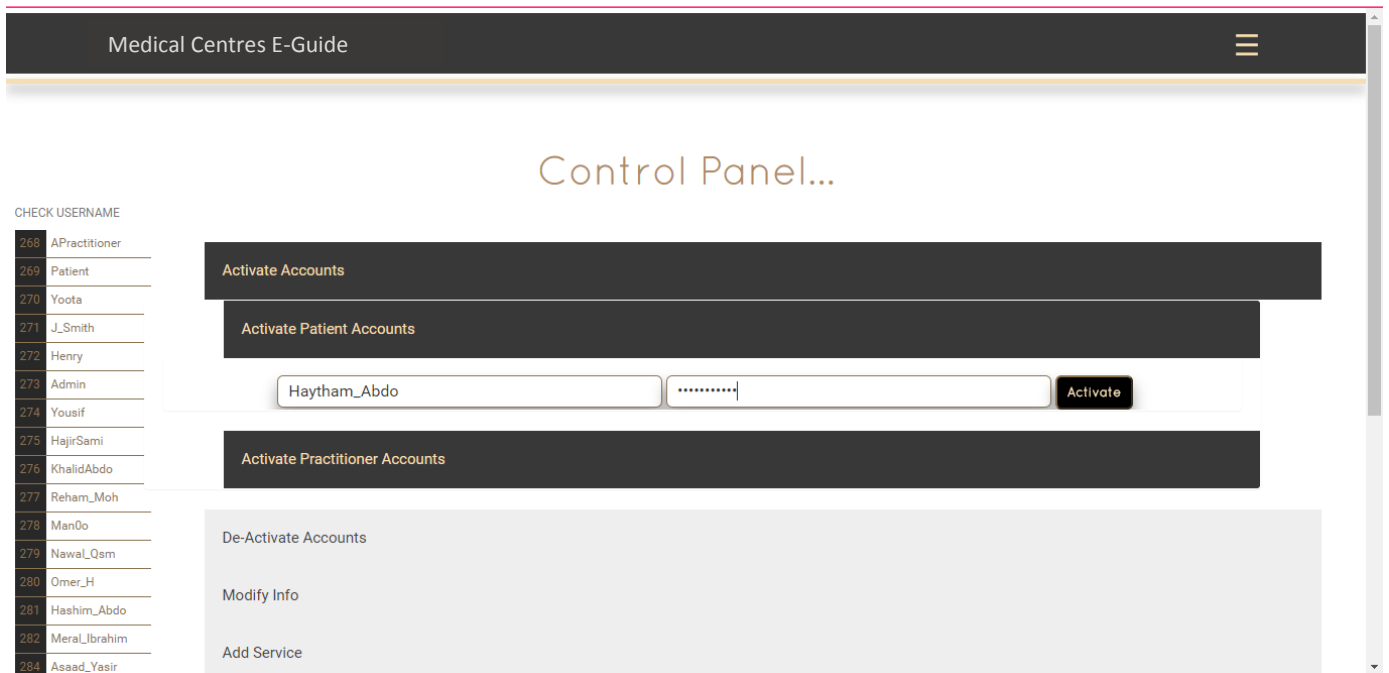 Medical Centres E-Guide
Control Panel...
CHECK USERNAME
268 APractitioner
269 Patient
270 Yoota
271 J_Smith
272 Henry
273 Admin
274 Yousif
275 HajirSami
276 KhalidAbdo
277 Reham_Moh
278 Man0o
279 Nawal_Qsm
280 Omer_H
281 Hashim_Abdo
282 Meral_Ibrahim
284 Asaad_Yasir
Activate Accounts
Activate Patient Accounts
Haytham_Abdo ••••••••••• Activate
Activate Practitioner Accounts
De-Activate Accounts
Modify Info
Add Service